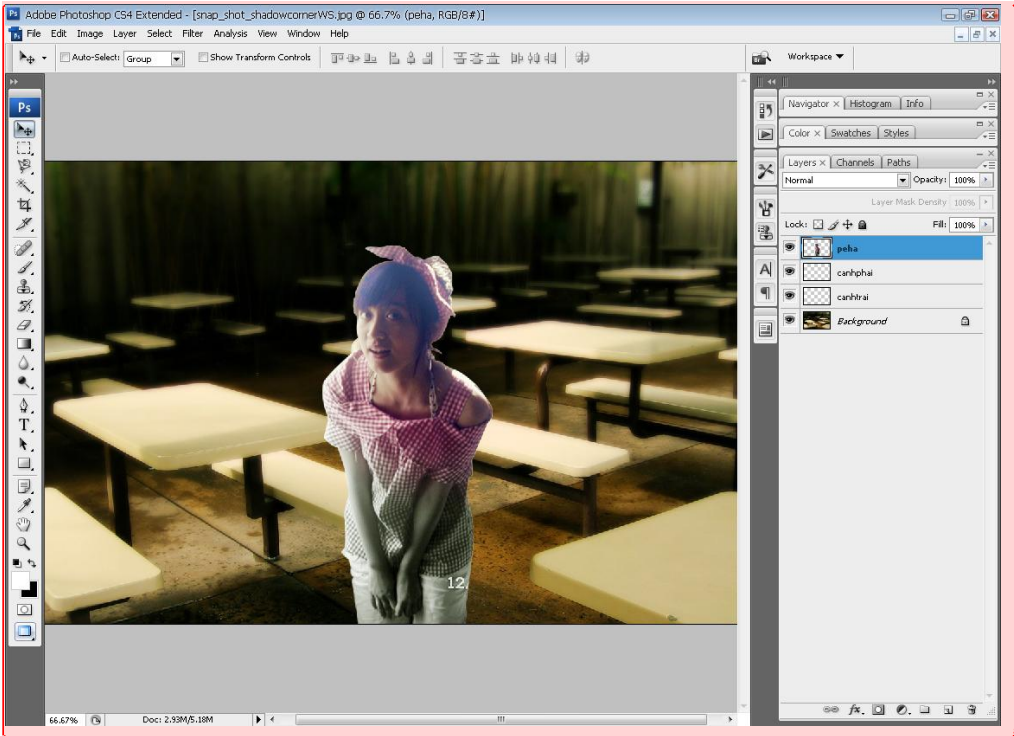 Ps Adobe Photoshop CS4 Extended - [snap_shot_shadowcornerWS.jpg @ 66.7% (peha, RGB/8#)]
File Edit Image Layer Select Filter Analysis View Window Help
Auto-Select: Group Show Transform Controls Workspace
Ps
Navigator × Histogram Info
Color × Swatches Styles
Layers × Channels Paths
Normal Opacity: 100%
Layer Mask Density 100%
Lock: Fill: 100%
peha
canhphai
canhtrai
Background
A
T
12.
fx.
66.67% Doc: 2.93M/5.18M